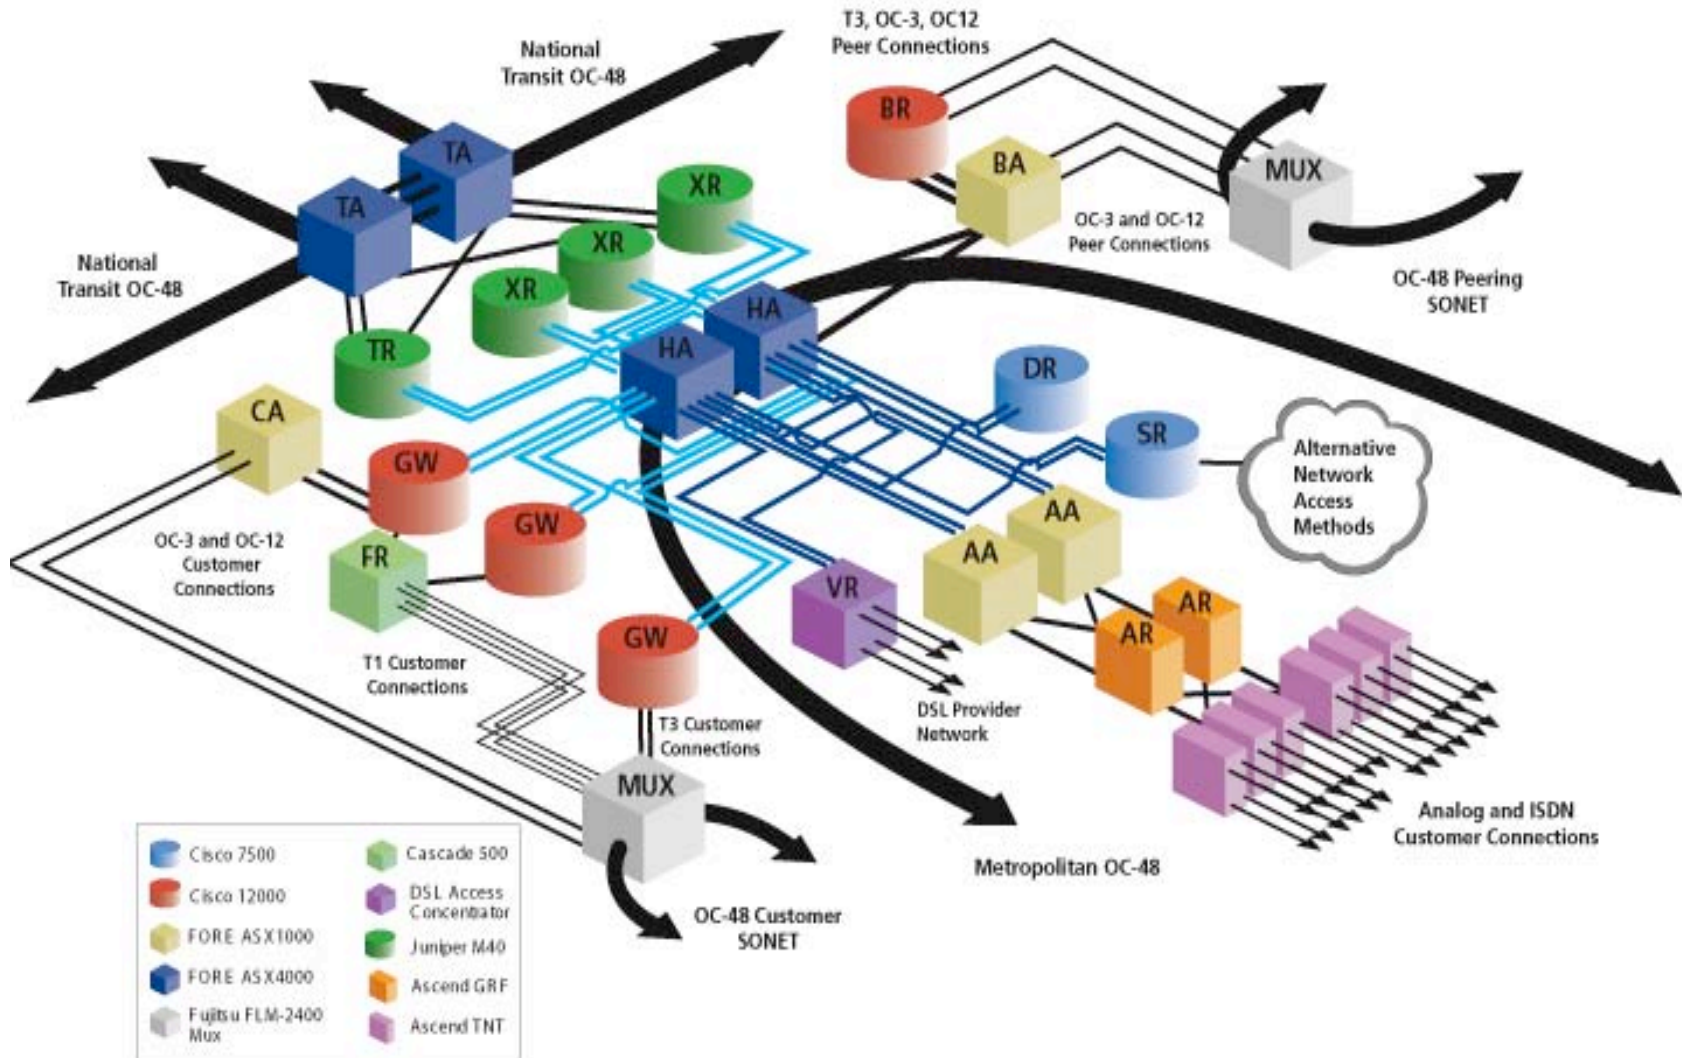 T3, OC-3, OC12
Peer Connections
National
Transit OC-48
BR
TA
BA
MUX
XR
TA
XR
OC-3 and OC-12
Peer Connections
National
Transit OC-48
OC-48 Peering
SONET
XR
HA
TR
HA
DR
CA
SR
Alternative
Network
Access
Methods
GW
GW
AA
OC-3 and OC-12
Customer
Connections
FR
AA
VR
AR
GW
AR
T1 Customer
Connections
DSL Provider
Network
T3 Customer
Connections
MUX
Analog and ISDN
Customer Connections
Metropolitan OC-48
OC-48 Customer
SONET
Cisco 7500
Cisco 12000
FORE ASX1000
FORE ASX4000
Fujitsu FLM-2400
Mux
Cascade 500
DSL Access
Concentrator
Juniper M40
Ascend GRF
Ascend TNT